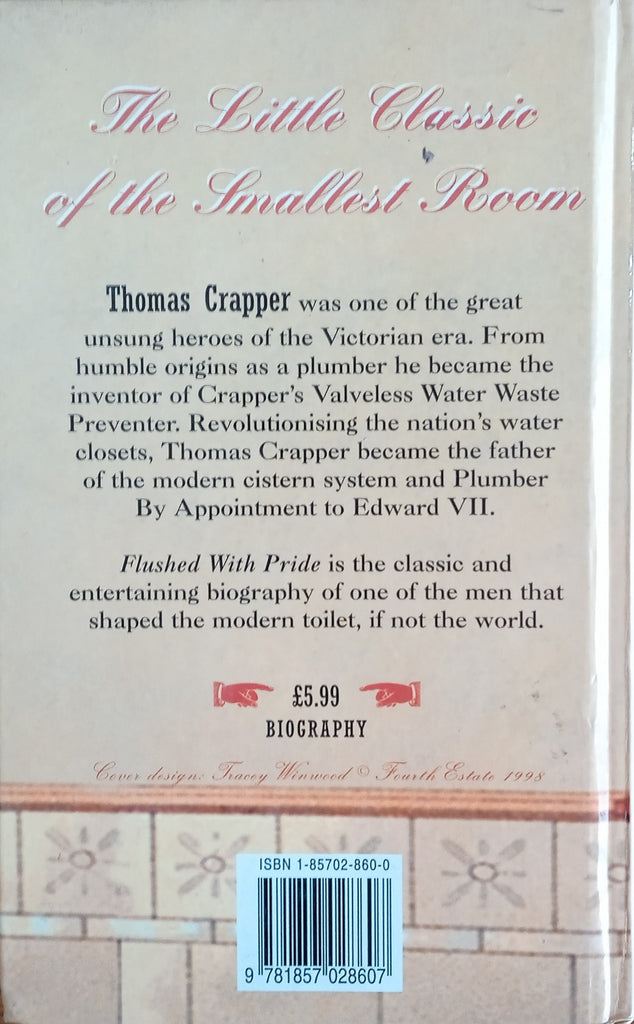 The Little Classic
of the Smallest Room
Thomas Crapper was one of the great
unsung heroes of the Victorian era. From
humble origins as a plumber he became the
inventor of Crapper's Valveless Water Waste
Preventer. Revolutionising the nation's water
closets, Thomas Crapper became the father
of the modern cistern system and Plumber
By Appointment to Edward VII.
Flushed With Pride is the classic and
entertaining biography of one of the men that
shaped the modern toilet, if not the world.
£5.99
BIOGRAPHY
Cover design: Tracey Winwood © Fourth Estate 1998
ISBN 1-85702-860-0
9 781857 028607